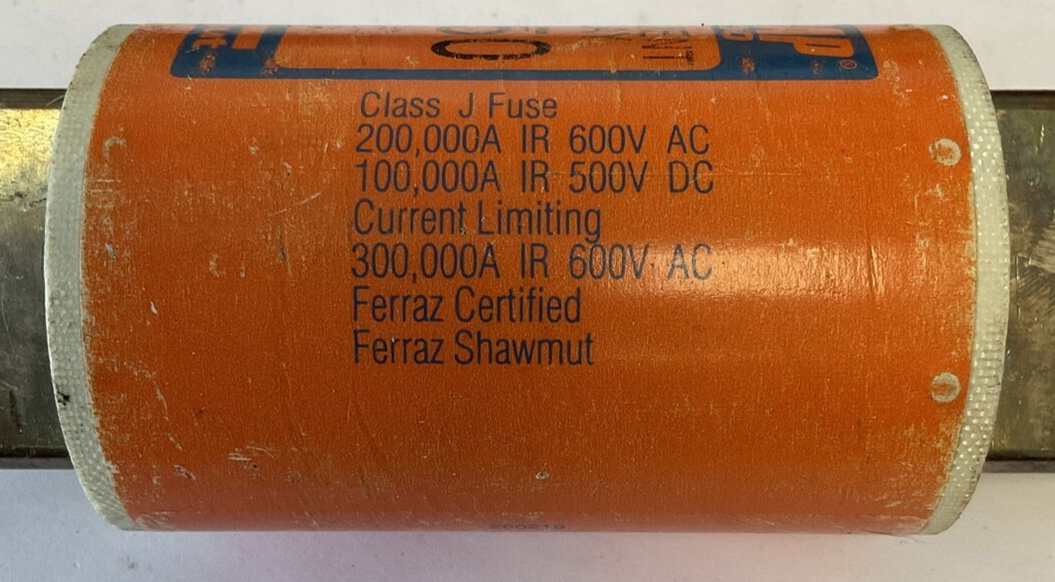 Class J Fuse
200,000A IR 600V AC
100,000A IR 500V DC
Current Limiting
300,000A IR 600V AC
Ferraz Certified
Ferraz Shawmut